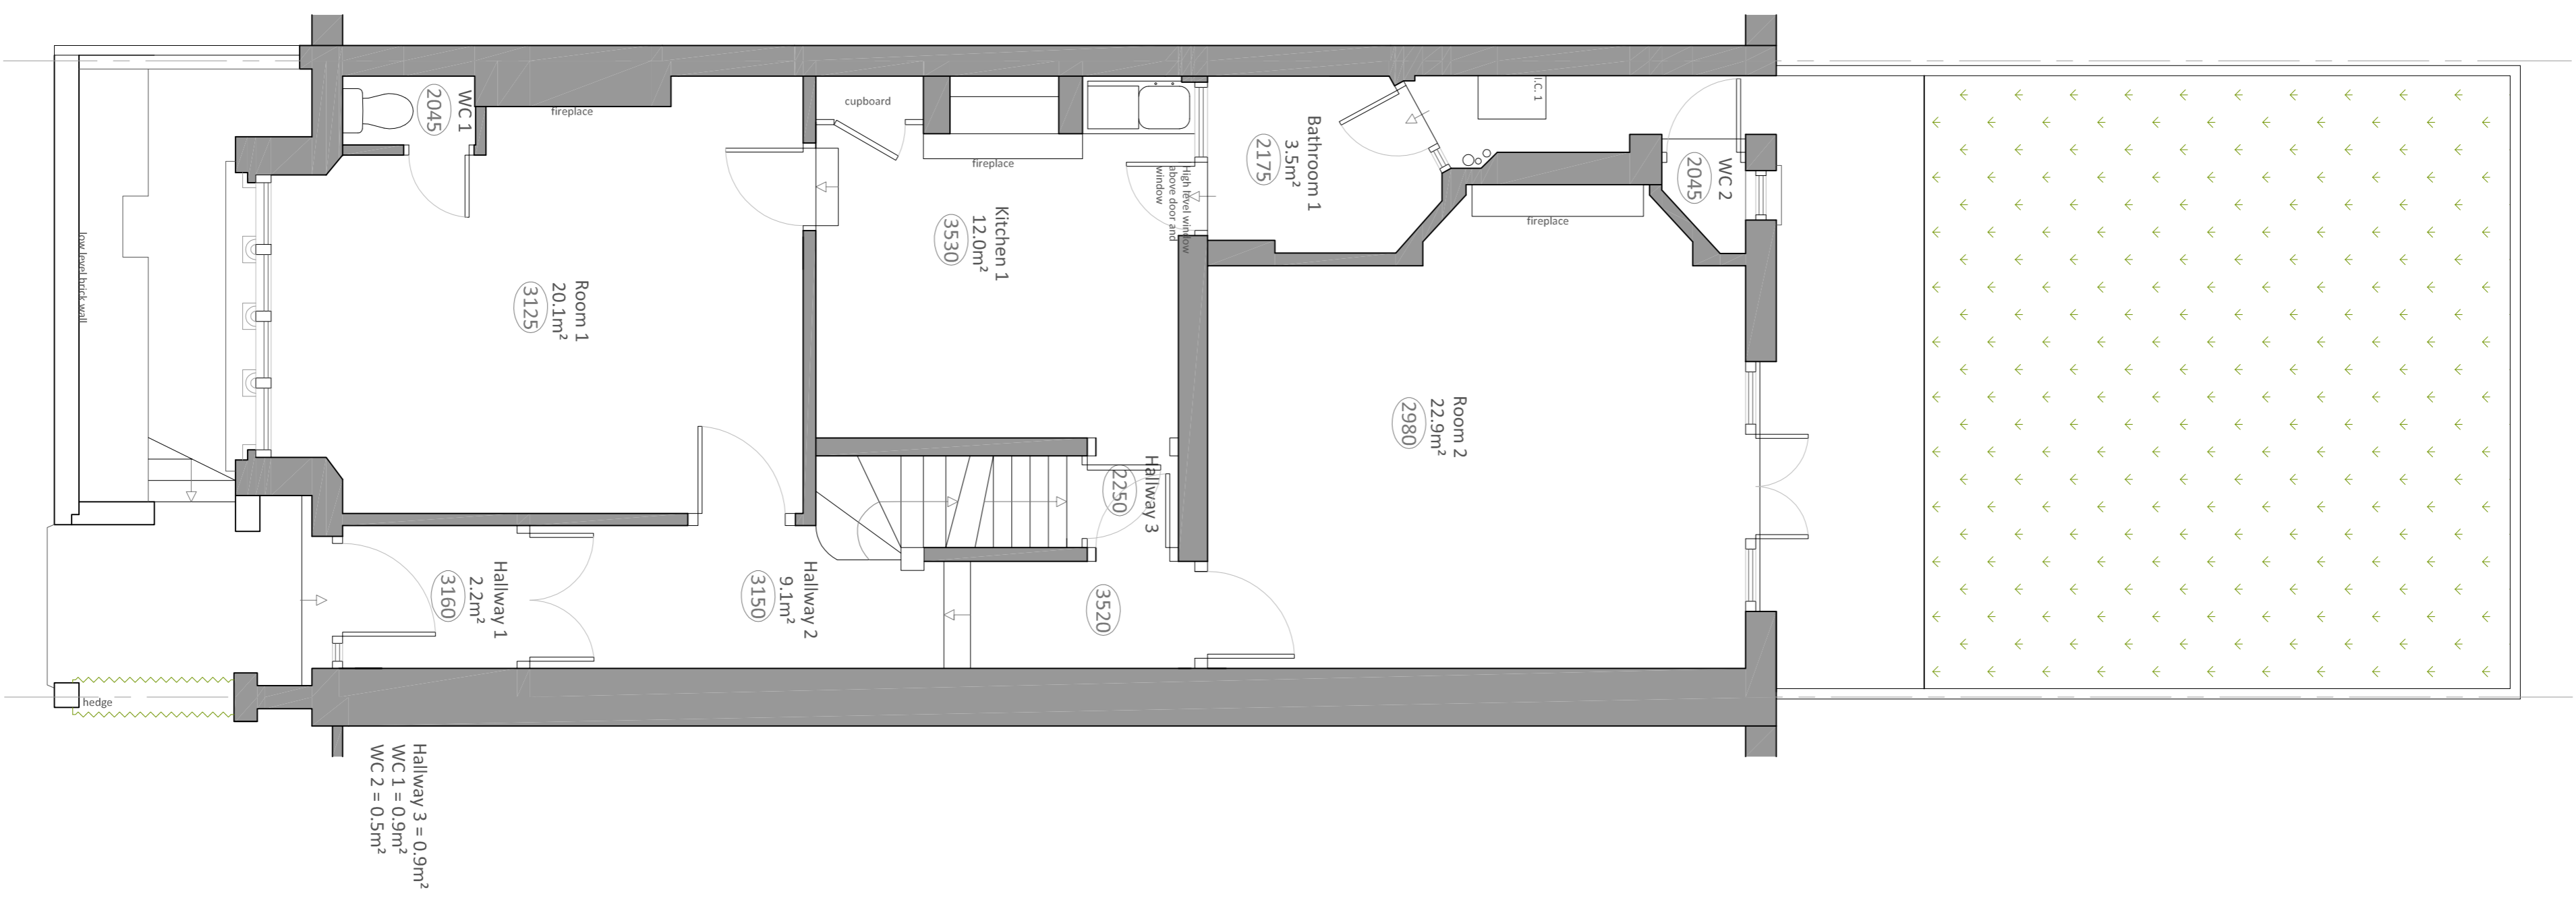 WC 1
2045
fireplace
cupboard
fireplace
low level brick wall
Room 1
20.1m²
3125
Kitchen 1
12.0m²
3530
High level window
above door and
window
Bathroom 1
3.5m²
2175
I.C. 1
WC 2
2045
fireplace
Room 2
22.9m²
2980
Hallway 3
2250
Hallway 1
2.2m²
3160
Hallway 2
9.1m²
3150
3520
hedge
Hallway 3 = 0.9m²
WC 1 = 0.9m²
WC 2 = 0.5m²